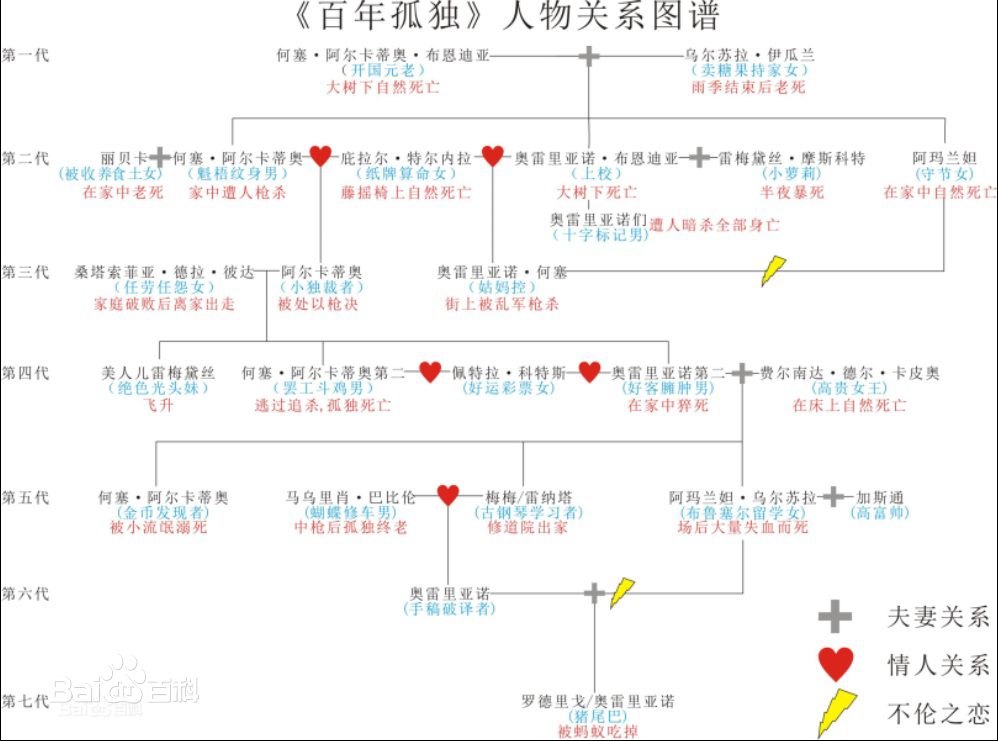 《百年孤独》人物关系图谱
第一代
何塞·阿尔卡蒂奥·布恩迪亚
乌尔苏拉·伊瓜兰
(开国元老)
(卖糖果持家女)
大树下自然死亡
雨季结束后老死
第二代
丽贝卡
何塞·阿尔卡蒂奥
庇拉尔·特尔内拉
奥雷里亚诺·布恩迪亚
雷梅黛丝·摩斯科特
阿玛兰妲
(被收养食土女)
(魁梧纹身男)
(纸牌算命女)
(上校)
(小萝莉)
(守节女)
在家中老死
家中遭人枪杀
藤摇椅上自然死亡
大树下死亡
半夜暴死
在家中自然死亡
奥雷里亚诺们
(十字标记男)
遭人暗杀全部身亡
第三代
桑塔索菲亚·德拉·彼达
阿尔卡蒂奥
奥雷里亚诺·何塞
(任劳任怨女)
(小独裁者)
(姑妈控)
家庭破败后离家出走
被处以枪决
街上被乱军枪杀
第四代
美人儿雷梅黛丝
何塞·阿尔卡蒂奥第二
佩特拉·科特斯
奥雷里亚诺第二
费尔南达·德尔·卡皮奥
(绝色光头妹)
(罢工斗鸡男)
(好运彩票女)
(好客臃肿男)
(高贵女王)
飞升
逃过追杀,孤独死亡
在家中猝死
在床上自然死亡
第五代
何塞·阿尔卡蒂奥
马乌里肖·巴比伦
梅梅/雷纳塔
阿玛兰妲·乌尔苏拉
加斯通
(金币发现者)
(蝴蝶修车男)
(古钢琴学习者)
(布鲁塞尔留学女)
(高富帅)
被小流氓溺死
中枪后孤独终老
修道院出家
场后大量失血而死
第六代
奥雷里亚诺
(手稿破译者)
夫妻关系
情人关系
不伦之恋
第七代
罗德里戈/奥雷里亚诺
(猪尾巴)
被蚂蚁吃掉
Baidu百科